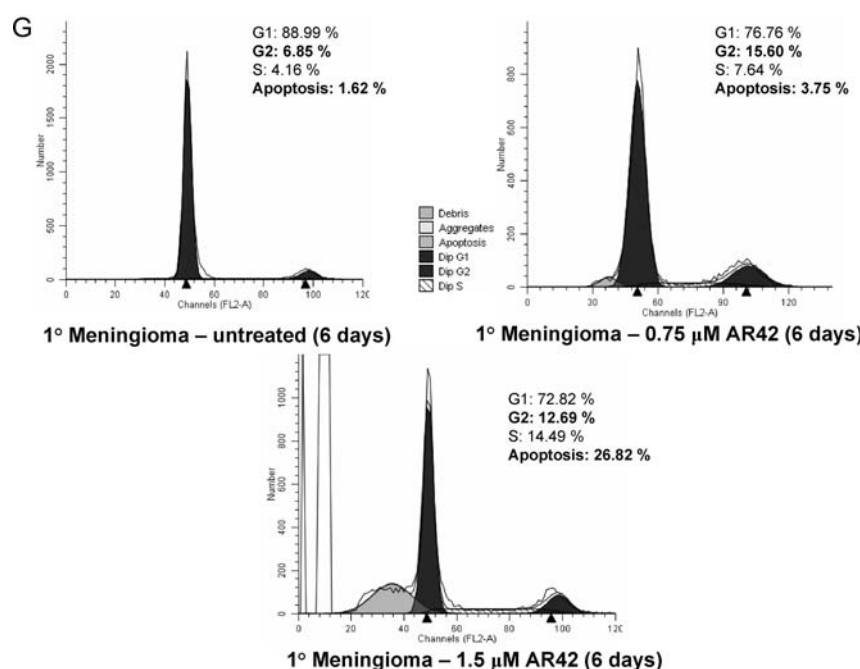 G
G1: 88.99 %
G2: 6.85 %
S: 4.16 %
Apoptosis: 1.62 %
Number
0 500 1000 1500 2000
0 20 40 60 80 100 120
Channels (FL2-A)
1° Meningioma – untreated (6 days)
G1: 76.76 %
G2: 15.60 %
S: 7.64 %
Apoptosis: 3.75 %
Number
0 200 400 600 800
0 30 60 90 120
Channels (FL2-A)
1° Meningioma – 0.75 µM AR42 (6 days)
Debris
Aggregates
Apoptosis
Dip G1
Dip G2
Dip S
G1: 72.82 %
G2: 12.69 %
S: 14.49 %
Apoptosis: 26.82 %
Number
0 200 400 600 800 1000
0 20 40 60 80 100 120
Channels (FL2-A)
1° Meningioma – 1.5 µM AR42 (6 days)